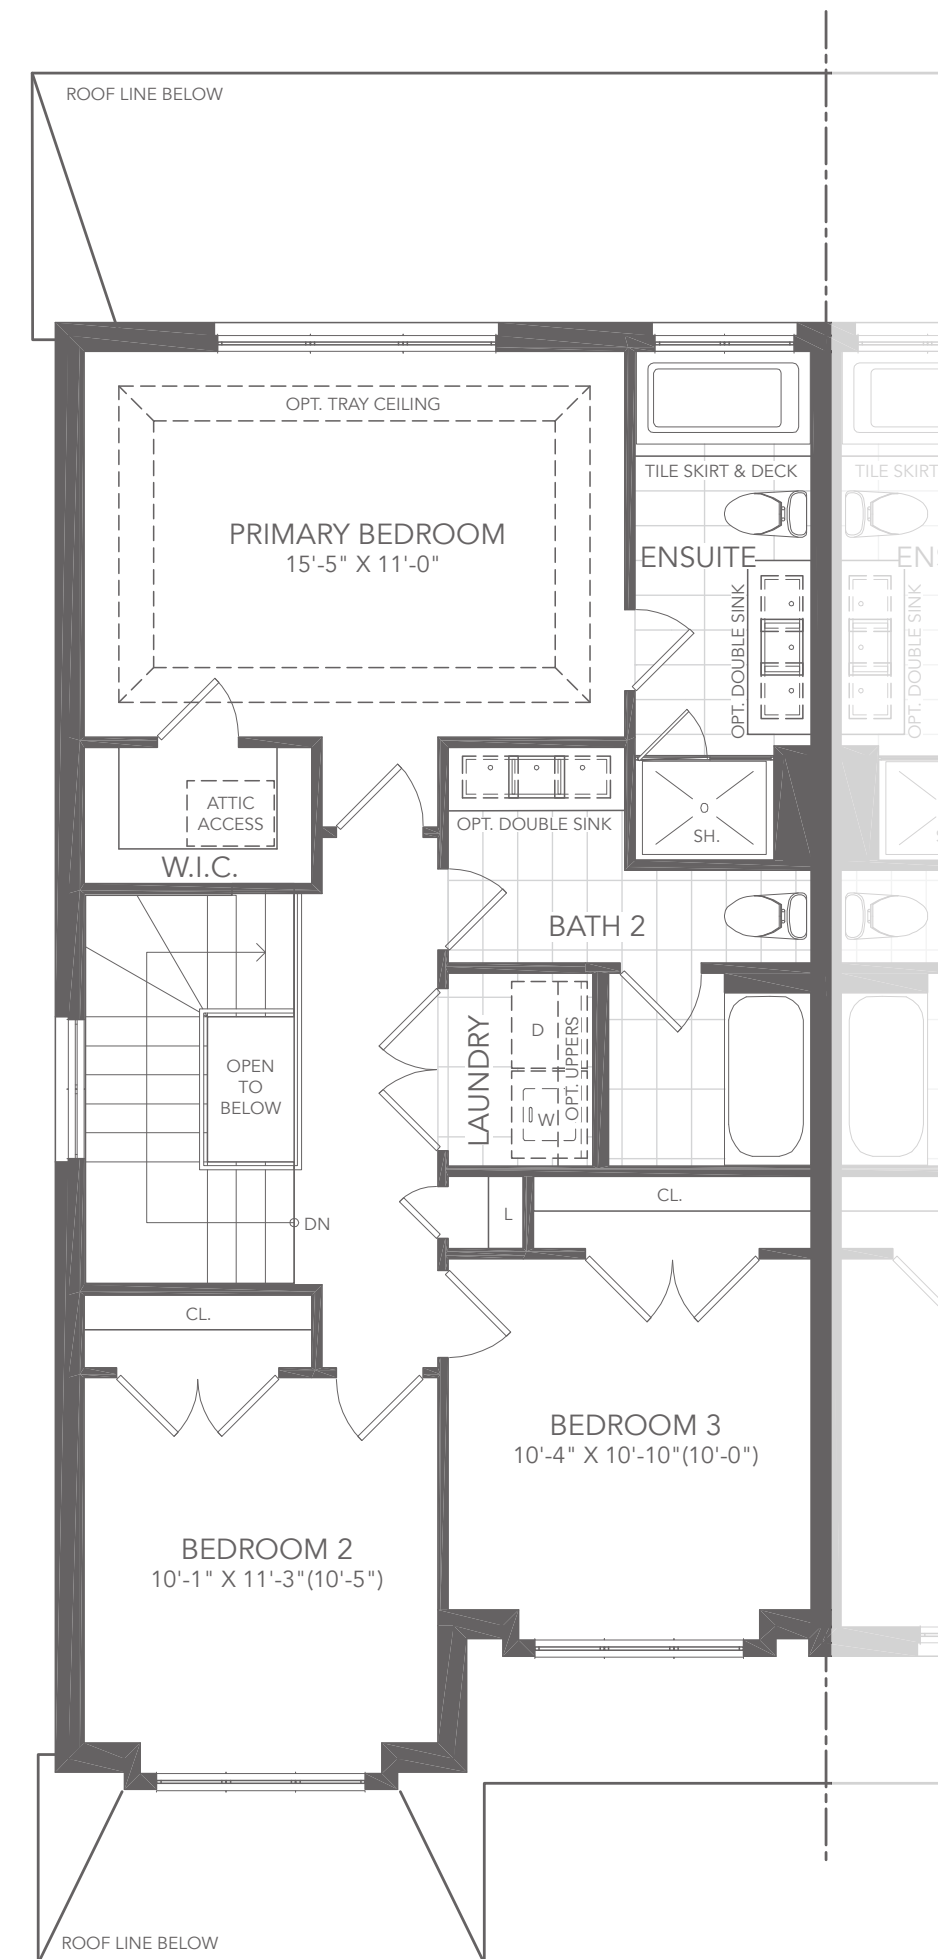 ROOF LINE BELOW
OPT. TRAY CEILING
PRIMARY BEDROOM
15'-5" X 11'-0"
TILE SKIRT & DECK
TILE SKIRT
ENSUITE
EN
OPT. DOUBLE SINK
OPT. DOUBLE SINK
ATTIC
ACCESS
W.I.C.
OPT. DOUBLE SINK
SH.
BATH 2
LAUNDRY
D
W
OPT. UPPERS
OPEN
TO
BELOW
DN
L
CL.
CL.
BEDROOM 3
10'-4" X 10'-10"(10'-0")
BEDROOM 2
10'-1" X 11'-3"(10'-5")
ROOF LINE BELOW